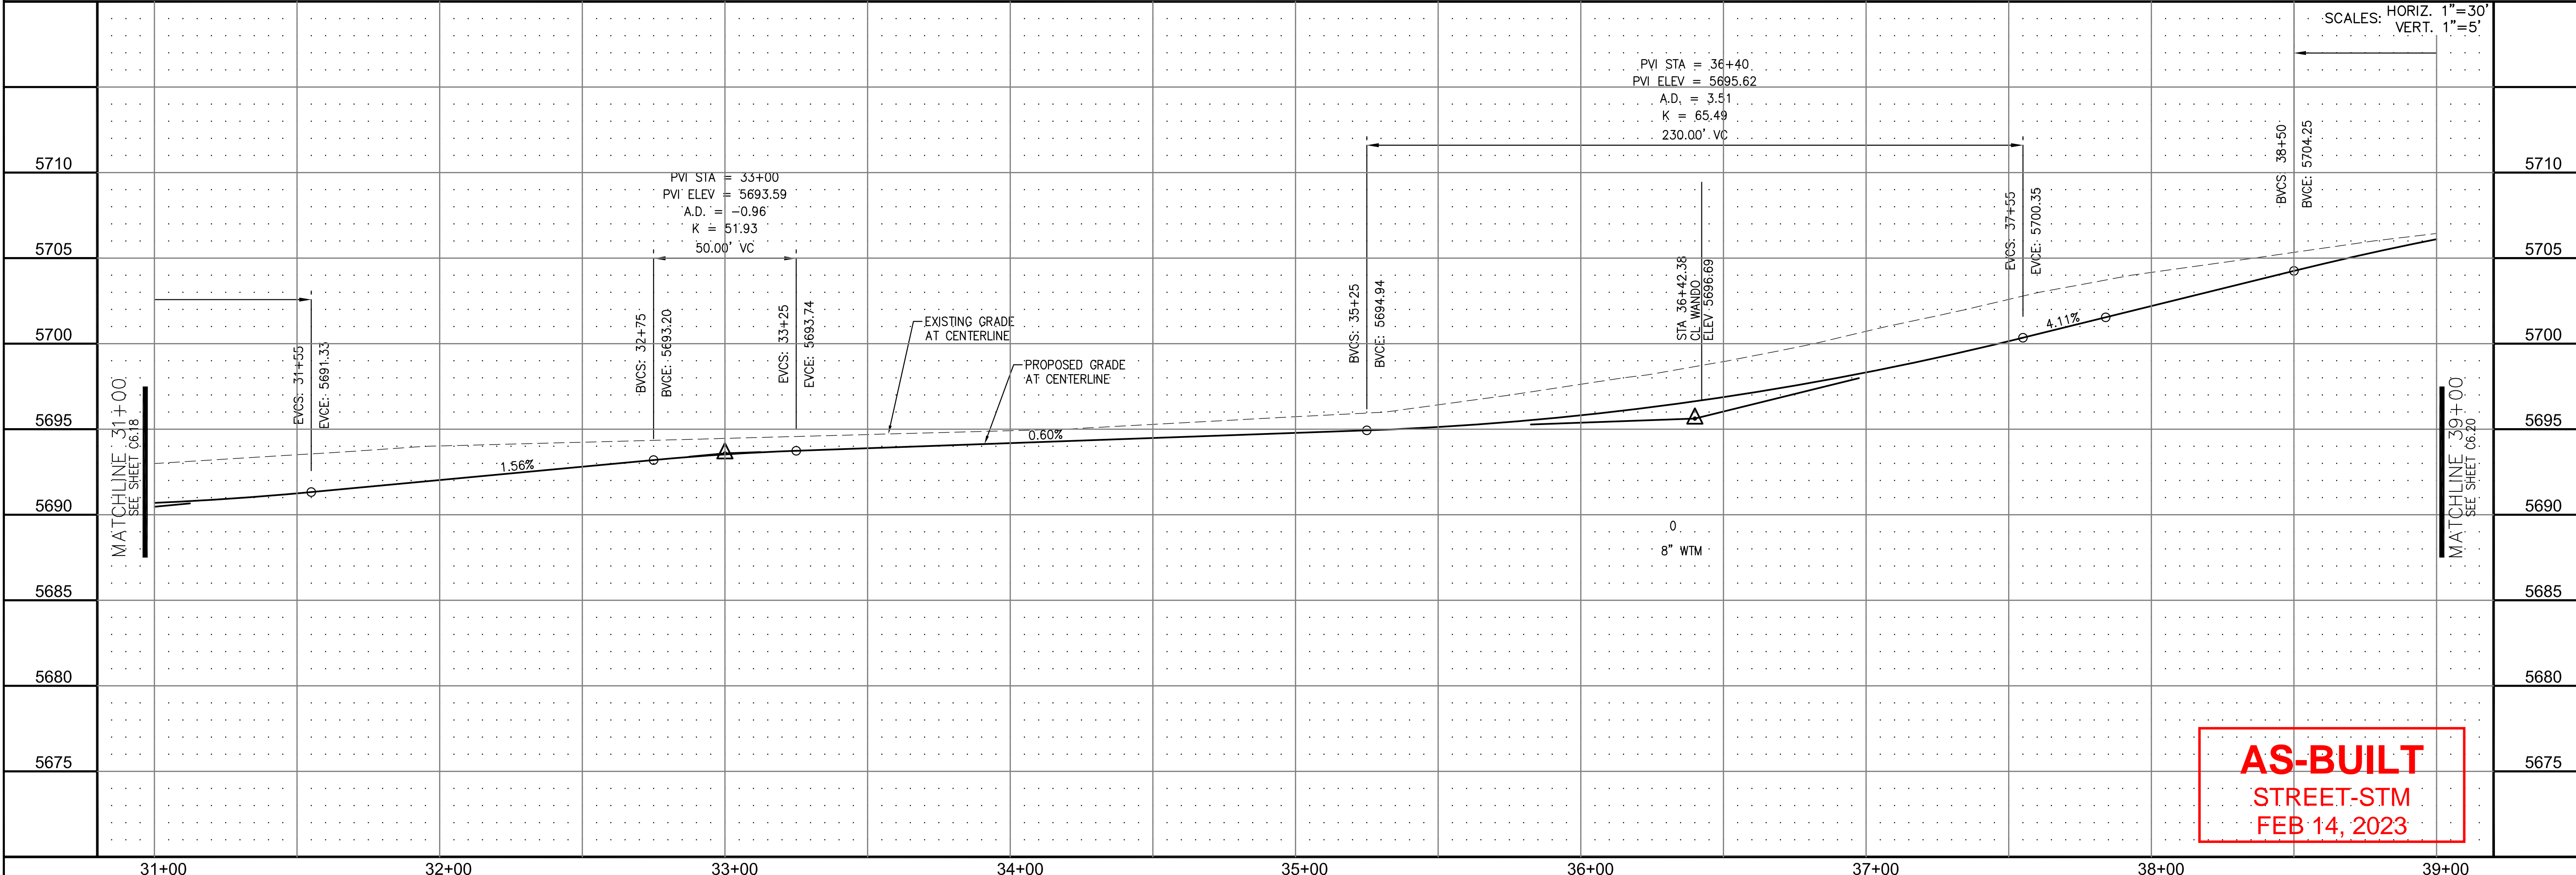 SCALES: HORIZ. 1"=30'
VERT. 1"=5'
PVI STA = 36+40
PVI ELEV = 5695.62
A.D. = 3.51
K = 65.49
230.00' VC
PVI STA = 33+00
PVI ELEV = 5693.59
A.D. = -0.96
K = 51.93
50.00' VC
5710
5705
5700
5695
5690
5685
5680
5675
5710
5705
5700
5695
5690
5685
5680
5675
MATCHLINE 31+00
SEE SHEET C6.18
EVCS: 31+55
EVCE: 5691.33
BVCS: 32+75
BVCE: 5693.20
EVCS: 33+25
EVCE: 5693.74
EXISTING GRADE
AT CENTERLINE
PROPOSED GRADE
AT CENTERLINE
BVCS: 35+25
BVCE: 5694.94
STA 36+42.38
CL WANDO
ELEV 5696.69
EVCS: 37+55
EVCE: 5700.35
BVCS: 38+50
BVCE: 5704.25
1.56%
0.60%
4.11%
0
8" WTM
MATCHLINE 39+00
SEE SHEET C6.20
AS-BUILT
STREET-STM
FEB 14, 2023
31+00
32+00
33+00
34+00
35+00
36+00
37+00
38+00
39+00